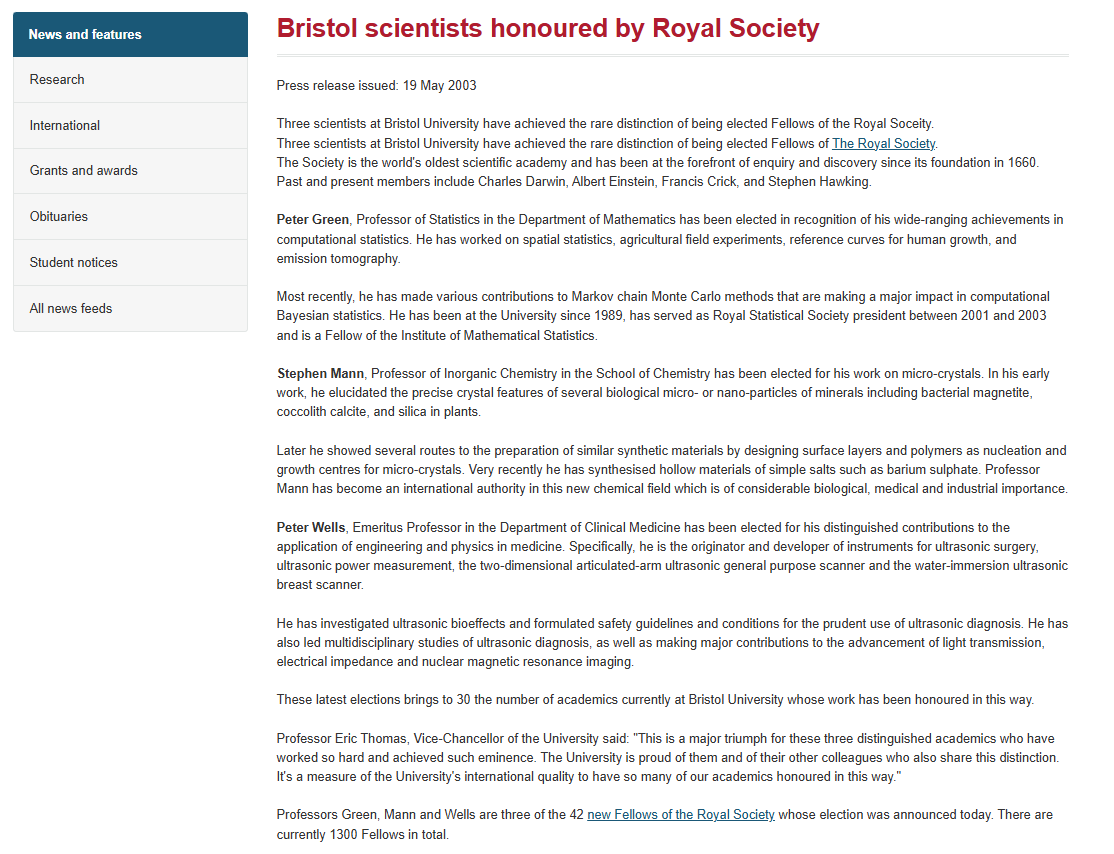 News and features
Research
International
Grants and awards
Obituaries
Student notices
All news feeds
Bristol scientists honoured by Royal Society
Press release issued: 19 May 2003
Three scientists at Bristol University have achieved the rare distinction of being elected Fellows of the Royal Soceity.
Three scientists at Bristol University have achieved the rare distinction of being elected Fellows of The Royal Society.
The Society is the world's oldest scientific academy and has been at the forefront of enquiry and discovery since its foundation in 1660.
Past and present members include Charles Darwin, Albert Einstein, Francis Crick, and Stephen Hawking.
Peter Green, Professor of Statistics in the Department of Mathematics has been elected in recognition of his wide-ranging achievements in
computational statistics. He has worked on spatial statistics, agricultural field experiments, reference curves for human growth, and
emission tomography.
Most recently, he has made various contributions to Markov chain Monte Carlo methods that are making a major impact in computational
Bayesian statistics. He has been at the University since 1989, has served as Royal Statistical Society president between 2001 and 2003
and is a Fellow of the Institute of Mathematical Statistics.
Stephen Mann, Professor of Inorganic Chemistry in the School of Chemistry has been elected for his work on micro-crystals. In his early
work, he elucidated the precise crystal features of several biological micro- or nano-particles of minerals including bacterial magnetite,
coccolith calcite, and silica in plants.
Later he showed several routes to the preparation of similar synthetic materials by designing surface layers and polymers as nucleation and
growth centres for micro-crystals. Very recently he has synthesised hollow materials of simple salts such as barium sulphate. Professor
Mann has become an international authority in this new chemical field which is of considerable biological, medical and industrial importance.
Peter Wells, Emeritus Professor in the Department of Clinical Medicine has been elected for his distinguished contributions to the
application of engineering and physics in medicine. Specifically, he is the originator and developer of instruments for ultrasonic surgery,
ultrasonic power measurement, the two-dimensional articulated-arm ultrasonic general purpose scanner and the water-immersion ultrasonic
breast scanner.
He has investigated ultrasonic bioeffects and formulated safety guidelines and conditions for the prudent use of ultrasonic diagnosis. He has
also led multidisciplinary studies of ultrasonic diagnosis, as well as making major contributions to the advancement of light transmission,
electrical impedance and nuclear magnetic resonance imaging.
These latest elections brings to 30 the number of academics currently at Bristol University whose work has been honoured in this way.
Professor Eric Thomas, Vice-Chancellor of the University said: "This is a major triumph for these three distinguished academics who have
worked so hard and achieved such eminence. The University is proud of them and of their other colleagues who also share this distinction.
It's a measure of the University's international quality to have so many of our academics honoured in this way."
Professors Green, Mann and Wells are three of the 42 new Fellows of the Royal Society whose election was announced today. There are
currently 1300 Fellows in total.